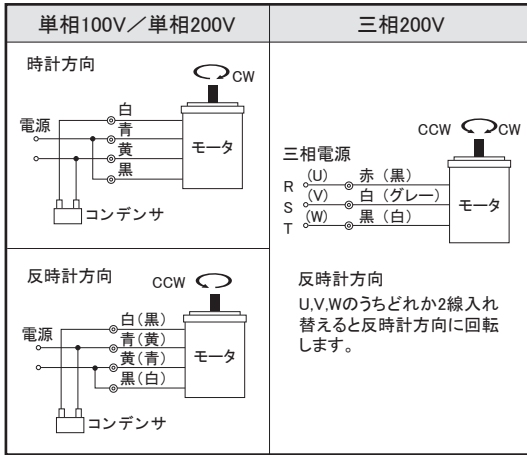 単相100V／単相200V
三相200V
時計方向
CW
白
電源
青
黄
モータ
黒
コンデンサ
反時計方向
CCW
白(黒)
電源
青(黄)
黄(青)
モータ
黒(白)
コンデンサ
CCW CW
三相電源
R (U) 赤 (黒)
S (V) 白 (グレー)
T (W) 黒 (白)
モータ
反時計方向
U,V,Wのうちどれか2線入れ
替えると反時計方向に回転
します。